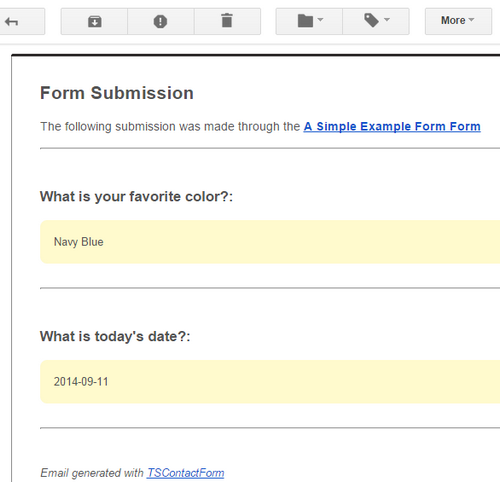 More
Form Submission
The following submission was made through the A Simple Example Form Form
What is your favorite color?:
Navy Blue
What is today's date?:
2014-09-11
Email generated with TSContactForm